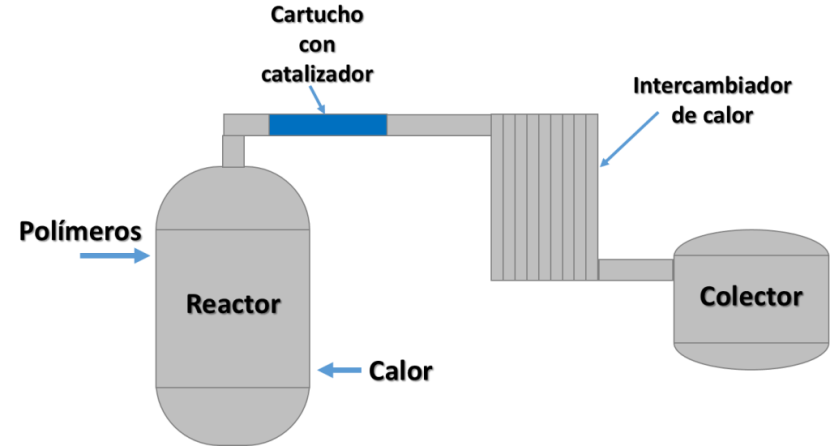 Cartucho
con
catalizador
Intercambiador
de calor
Polímeros
Reactor
Colector
Calor